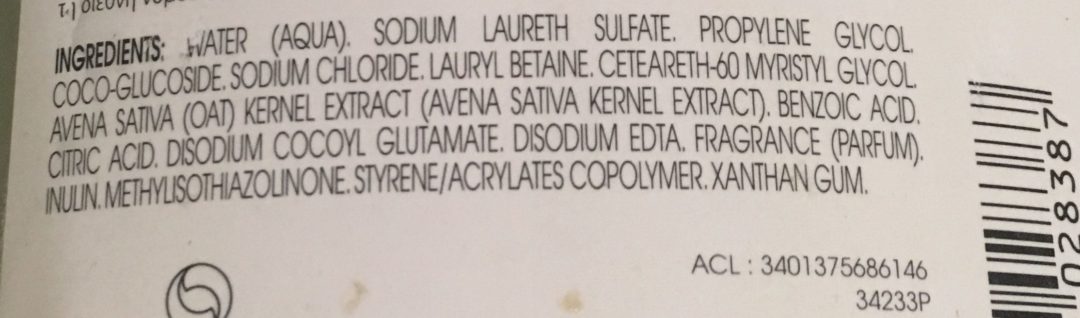 INGREDIENTS: WATER (AQUA). SODIUM LAURETH SULFATE. PROPYLENE GLYCOL.
COCO-GLUCOSIDE. SODIUM CHLORIDE. LAURYL BETAINE. CETEARETH-60 MYRISTYL GLYCOL.
AVENA SATIVA (OAT) KERNEL EXTRACT (AVENA SATIVA KERNEL EXTRACT). BENZOIC ACID.
CITRIC ACID. DISODIUM COCOYL GLUTAMATE. DISODIUM EDTA. FRAGRANCE (PARFUM).
INULIN. METHYLISOTHIAZOLINONE. STYRENE/ACRYLATES COPOLYMER. XANTHAN GUM.
ACL : 3401375686146
34233P
028387